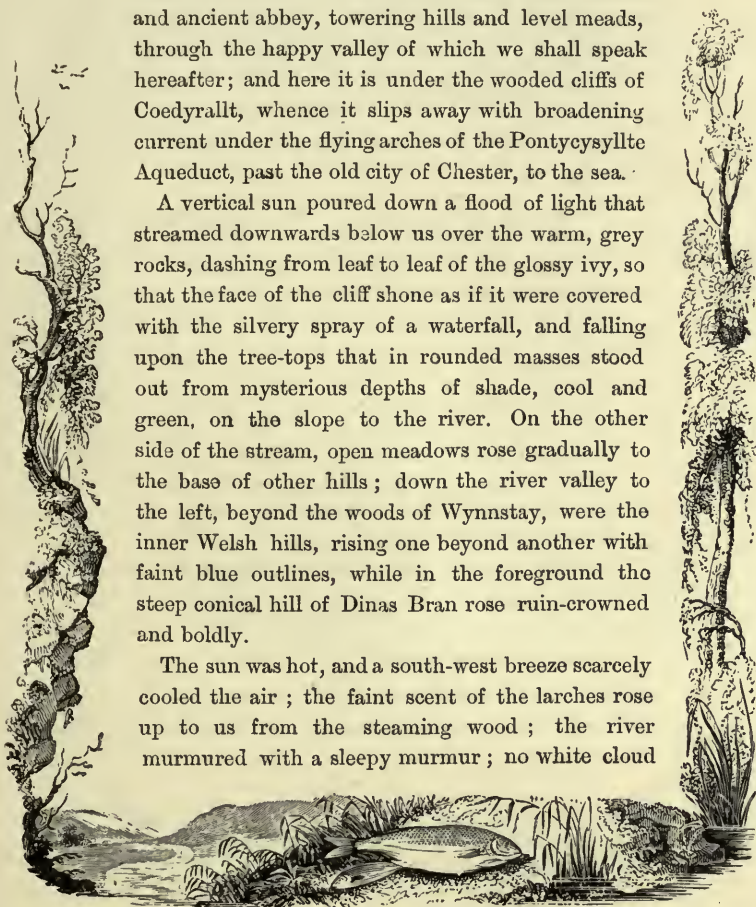 and ancient abbey, towering hills and level meads,
through the happy valley of which we shall speak
hereafter; and here it is under the wooded cliffs of
Coedyrallt, whence it slips away with broadening
current under the flying arches of the Pontycysyllte
Aqueduct, past the old city of Chester, to the sea.
A vertical sun poured down a flood of light that
streamed downwards below us over the warm, grey
rocks, dashing from leaf to leaf of the glossy ivy, so
that the face of the cliff shone as if it were covered
with the silvery spray of a waterfall, and falling
upon the tree-tops that in rounded masses stood
out from mysterious depths of shade, cool and
green, on the slope to the river. On the other
side of the stream, open meadows rose gradually to
the base of other hills; down the river valley to
the left, beyond the woods of Wynnstay, were the
inner Welsh hills, rising one beyond another with
faint blue outlines, while in the foreground the
steep conical hill of Dinas Bran rose ruin-crowned
and boldly.
The sun was hot, and a south-west breeze scarcely
cooled the air; the faint scent of the larches rose
up to us from the steaming wood; the river
murmured with a sleepy murmur; no white cloud